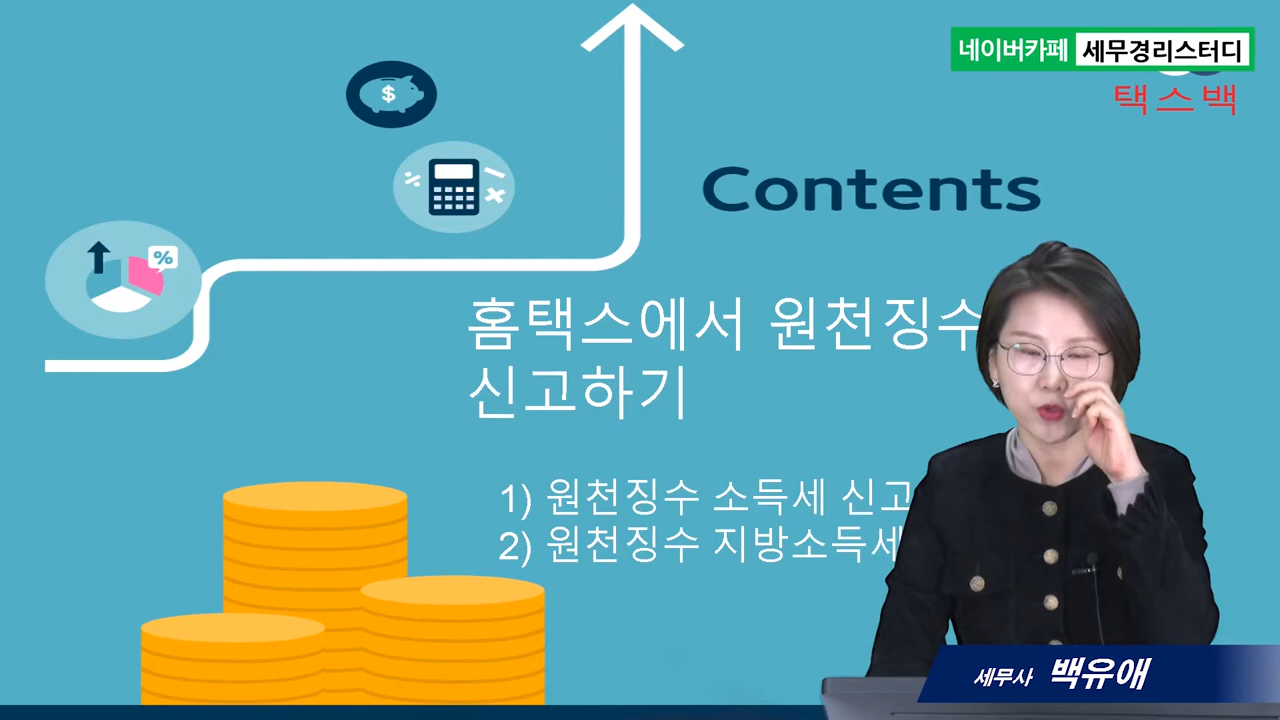 네이버카페 세무경리스터디
택스백
Contents
$
%
홈택스에서 원천징수
신고하기
1) 원천징수 소득세 신고
2) 원천징수 지방소득세
세무사 백유애